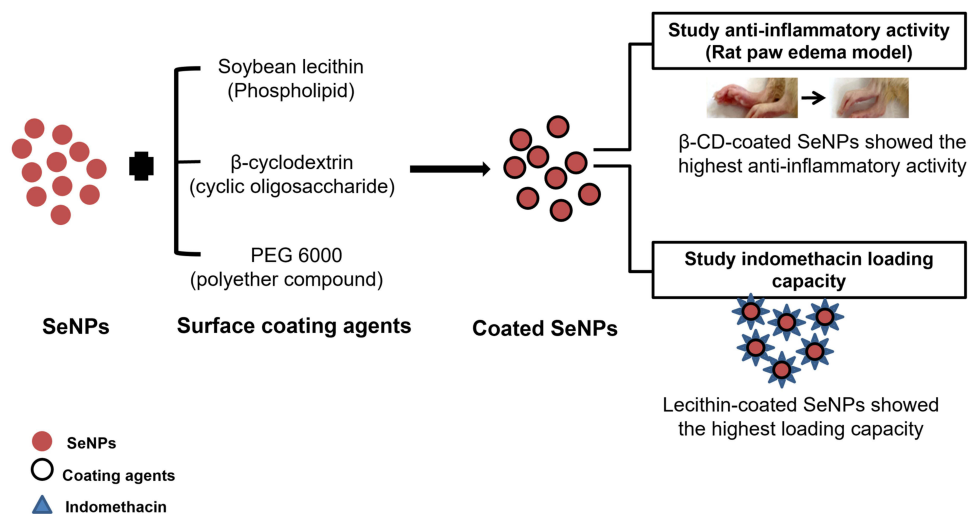 Study anti-inflammatory activity
(Rat paw edema model)
β-CD-coated SeNPs showed the
highest anti-inflammatory activity
Soybean lecithin
(Phospholipid)
β-cyclodextrin
(cyclic oligosaccharide)
PEG 6000
(polyether compound)
SeNPs
Surface coating agents
Coated SeNPs
Study indomethacin loading
capacity
Lecithin-coated SeNPs showed
the highest loading capacity
SeNPs
Coating agents
Indomethacin